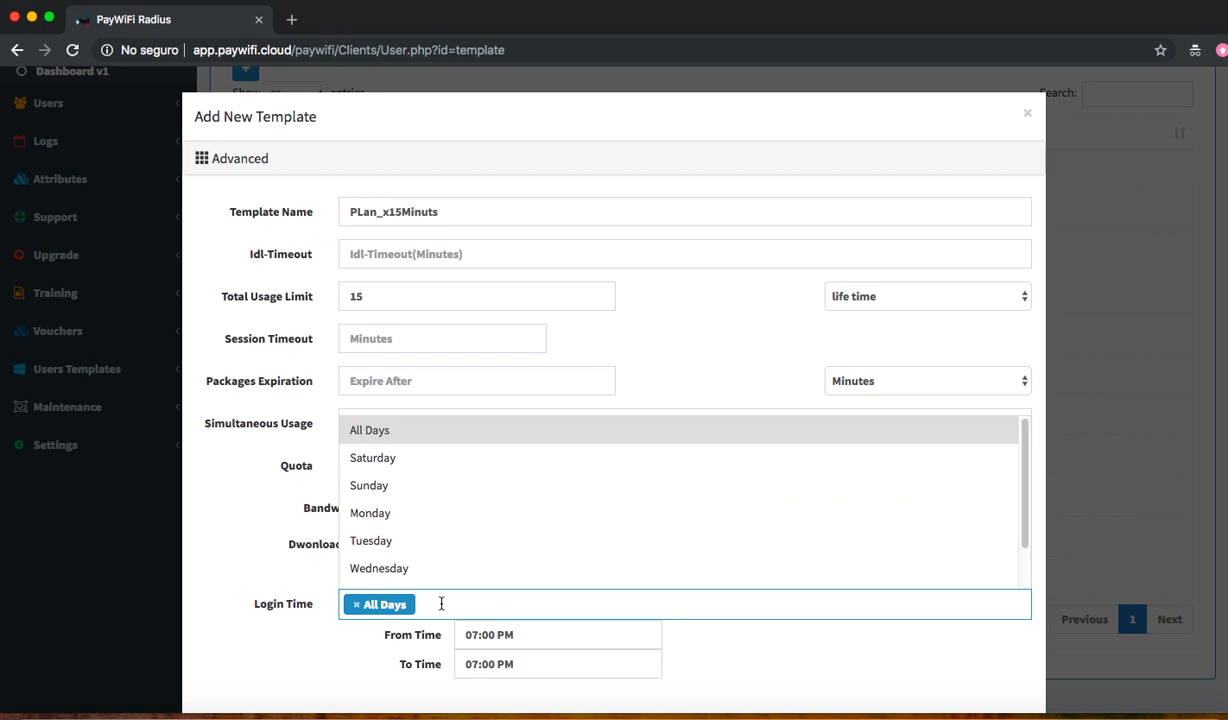 PayWiFi Radius
No seguro | app.paywifi.cloud/paywifi/Clients/User.php?id=template
Dashboard v1
Users
Logs
Attributes
Support
Upgrade
Training
Vouchers
Users Templates
Maintenance
Settings
Search:
Add New Template
Advanced
Template Name PLan_x15Minuts
Idl-Timeout Idl-Timeout(Minutes)
Total Usage Limit 15 life time
Session Timeout Minutes
Packages Expiration Expire After Minutes
Simultaneous Usage
All Days
Saturday
Quota
Sunday
Bandw
Monday
Dwonload
Tuesday
Wednesday
Login Time × All Days
From Time 07:00 PM
To Time 07:00 PM
Previous 1 Next